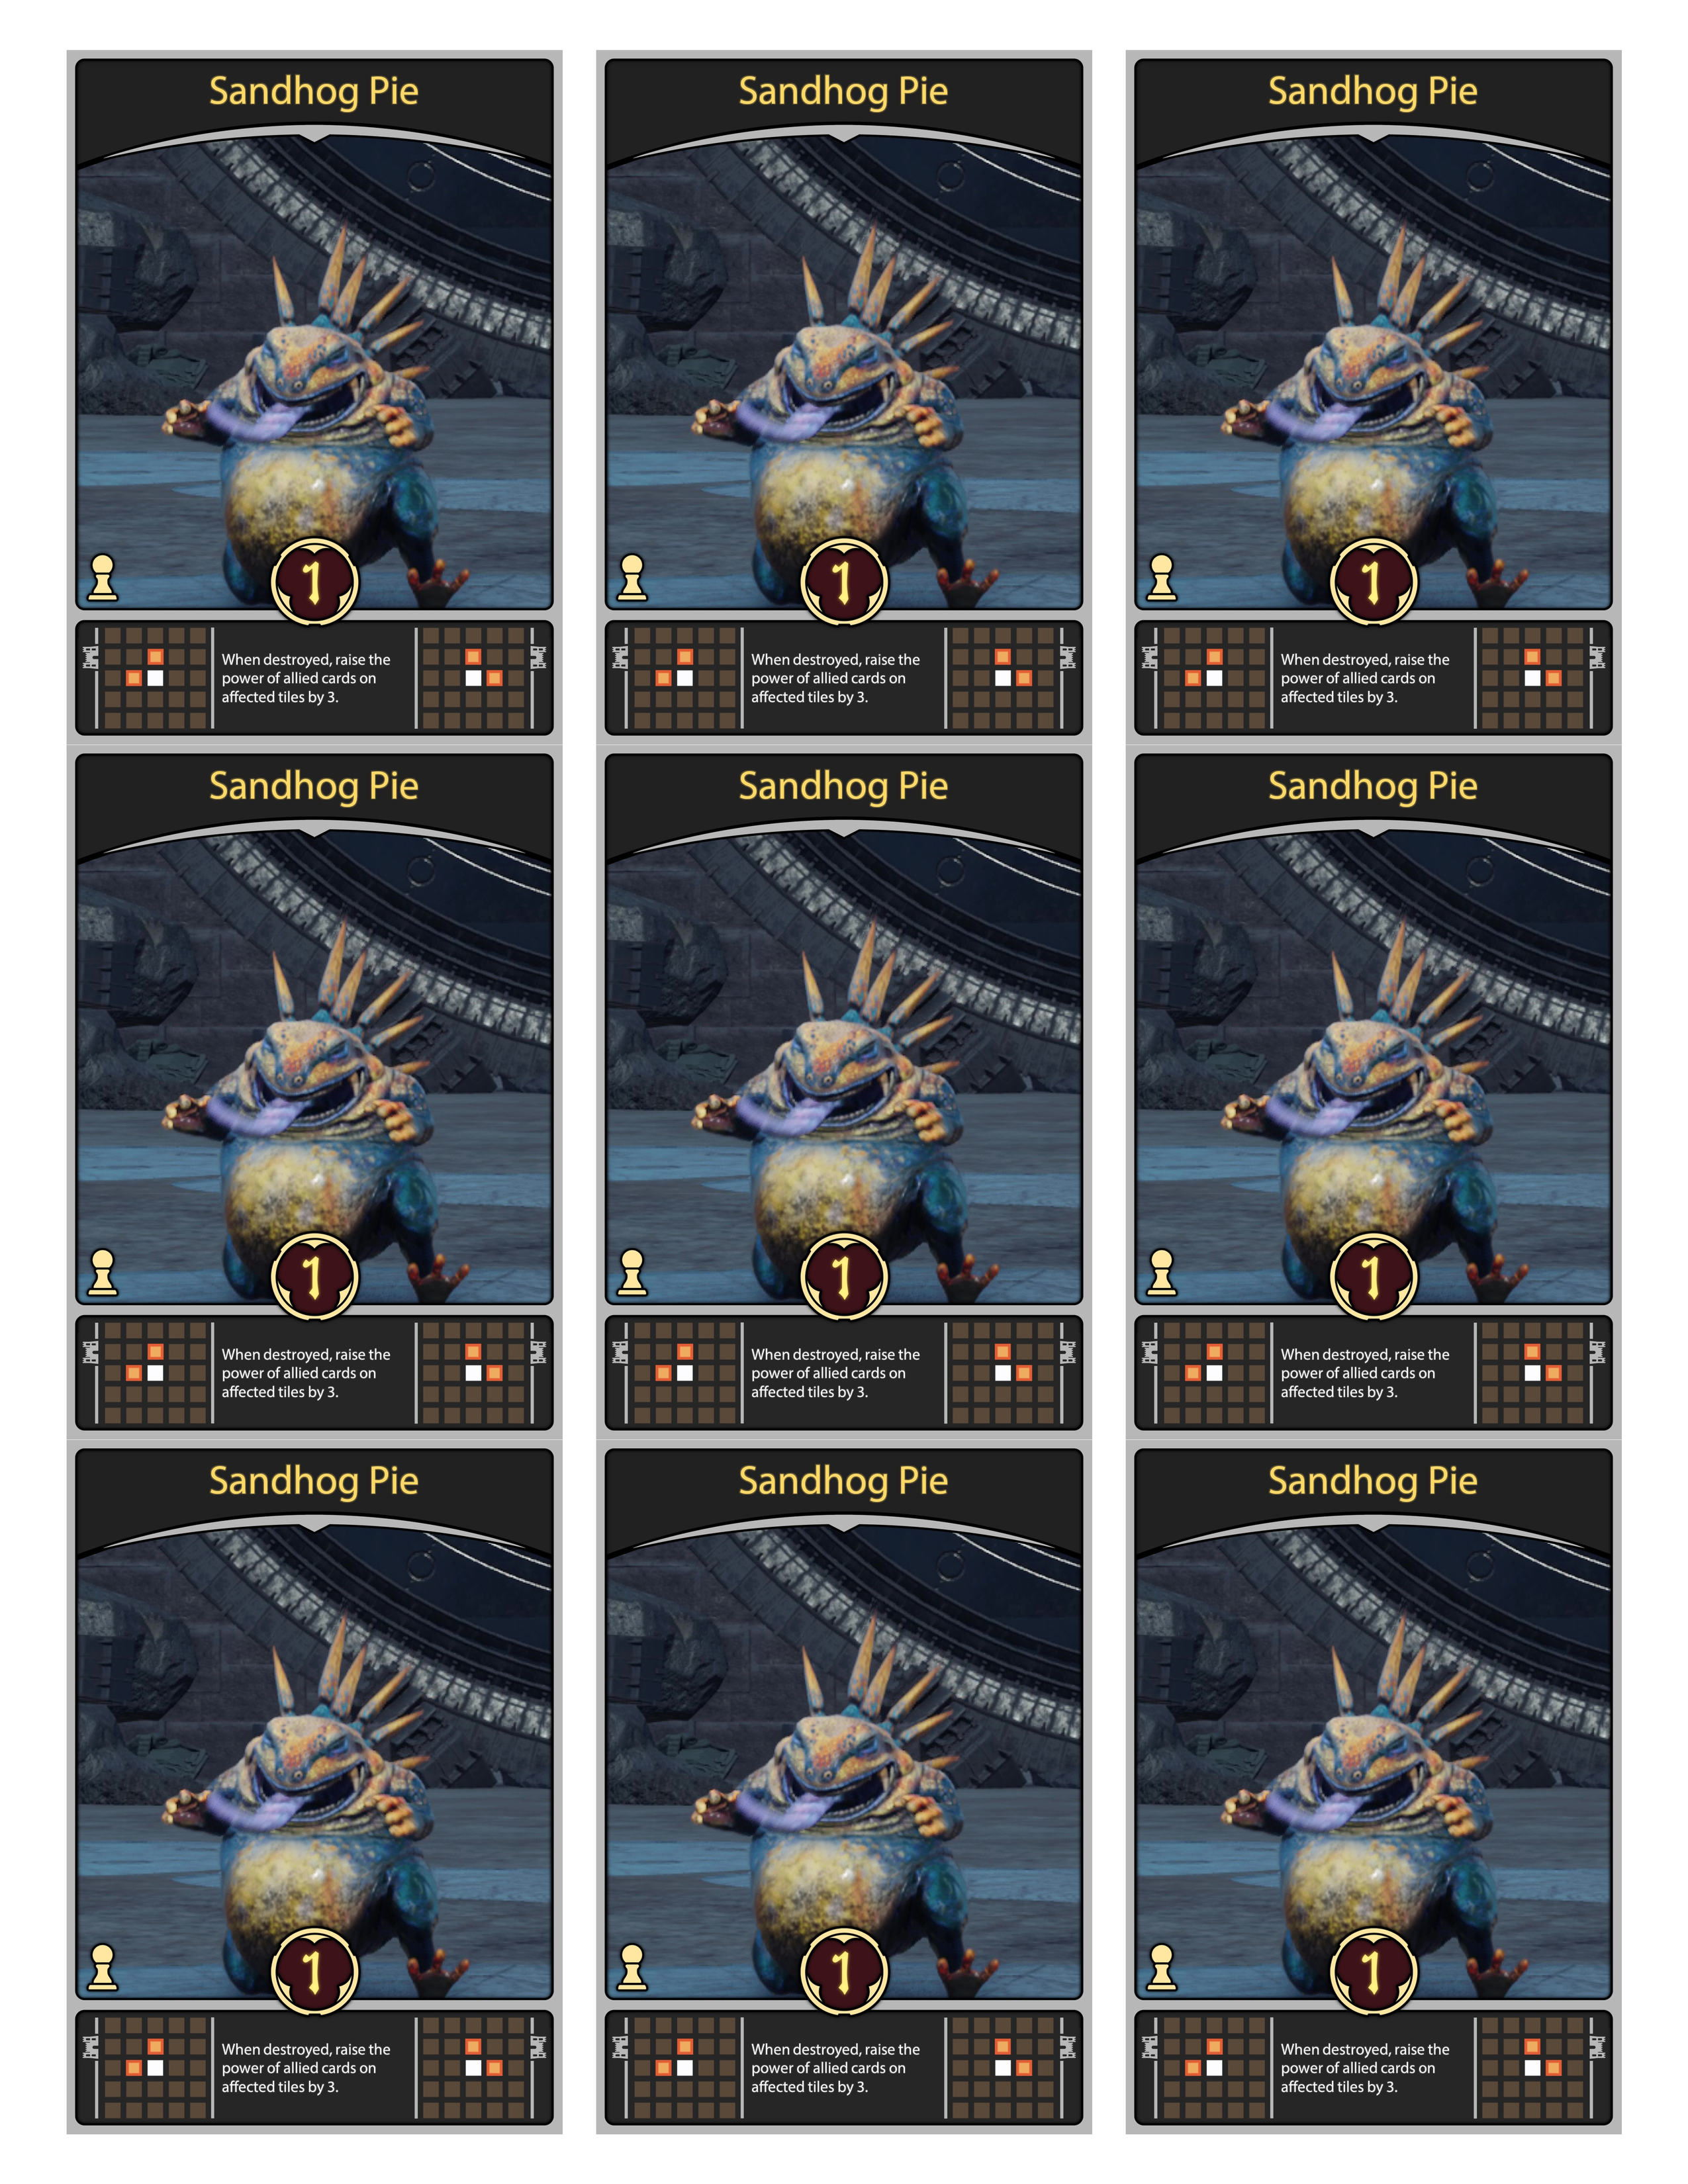 Sandhog Pie
Sandhog Pie
Sandhog Pie
1
1
1
When destroyed, raise the
power of allied cards on
affected tiles by 3.
When destroyed, raise the
power of allied cards on
affected tiles by 3.
When destroyed, raise the
power of allied cards on
affected tiles by 3.
Sandhog Pie
Sandhog Pie
Sandhog Pie
1
1
1
When destroyed, raise the
power of allied cards on
affected tiles by 3.
When destroyed, raise the
power of allied cards on
affected tiles by 3.
When destroyed, raise the
power of allied cards on
affected tiles by 3.
Sandhog Pie
Sandhog Pie
Sandhog Pie
1
1
1
When destroyed, raise the
power of allied cards on
affected tiles by 3.
When destroyed, raise the
power of allied cards on
affected tiles by 3.
When destroyed, raise the
power of allied cards on
affected tiles by 3.